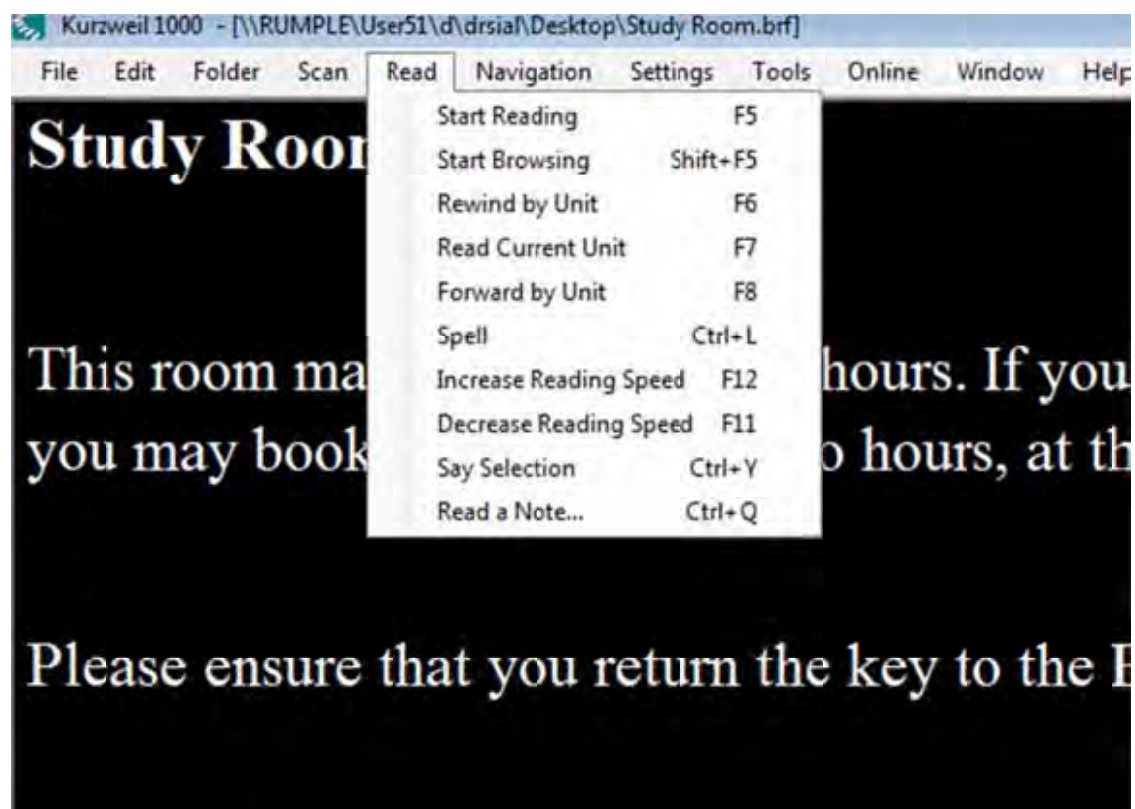 Kurzweil 1000 - [\\RUMPLE\User51\d\drsial\Desktop\Study Room.brf]
File Edit Folder Scan Read Navigation Settings Tools Online Window Help
Start Reading F5
Start Browsing Shift+F5
Rewind by Unit F6
Read Current Unit F7
Forward by Unit F8
Spell Ctrl+L
Increase Reading Speed F12
Decrease Reading Speed F11
Say Selection Ctrl+Y
Read a Note... Ctrl+Q
Study
This room hours. If you
you may book hours, at
Please ensure that you return the key to the